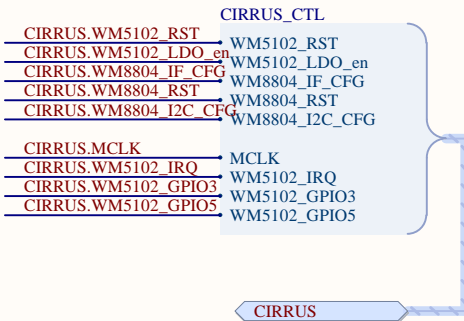 CIRRUS_CTL
CIRRUS.WM5102_RST WM5102_RST
CIRRUS.WM5102_LDO_en WM5102_LDO_en
CIRRUS.WM8804_IF_CFG WM8804_IF_CFG
CIRRUS.WM8804_RST WM8804_RST
CIRRUS.WM8804_I2C_CFG WM8804_I2C_CFG
CIRRUS.MCLK MCLK
CIRRUS.WM5102_IRQ WM5102_IRQ
CIRRUS.WM5102_GPIO3 WM5102_GPIO3
CIRRUS.WM5102_GPIO5 WM5102_GPIO5
CIRRUS